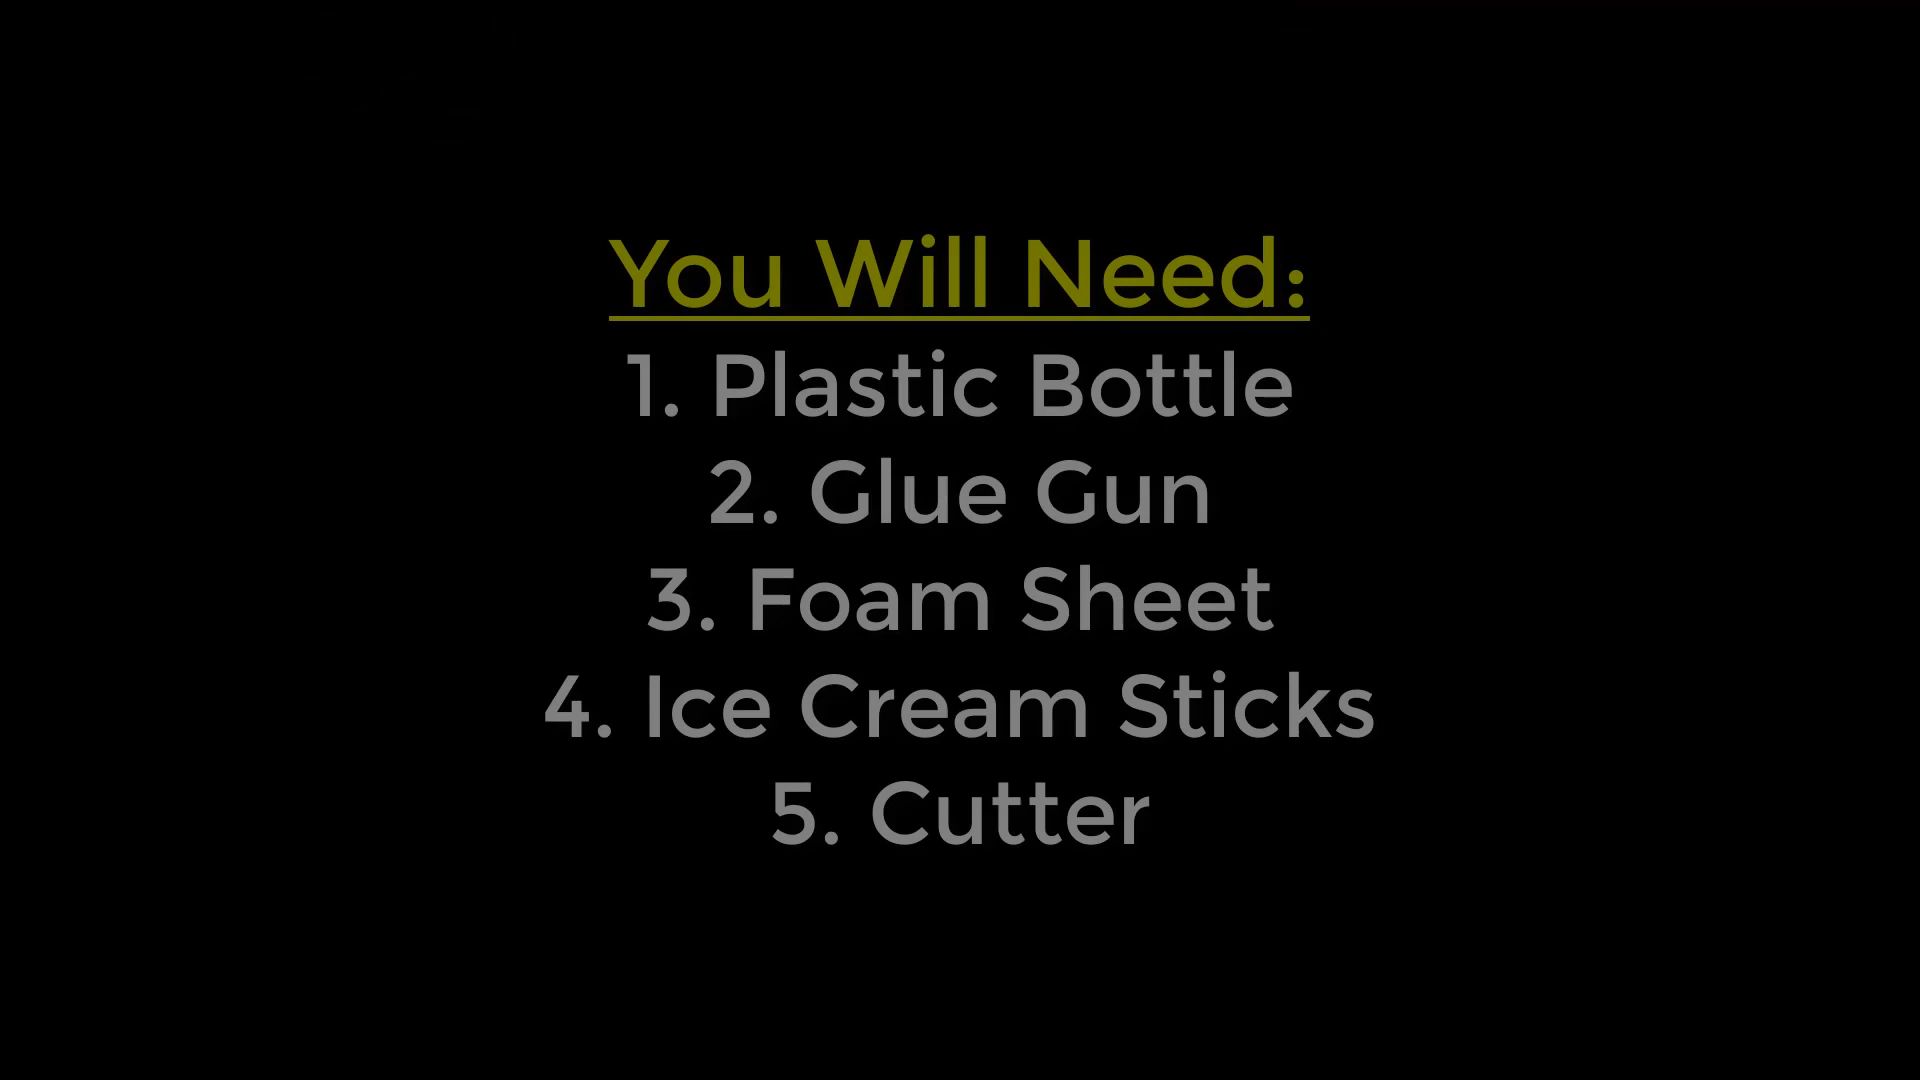 You Will Need:
1. Plastic Bottle
2. Glue Gun
3. Foam Sheet
4. Ice Cream Sticks
5. Cutter